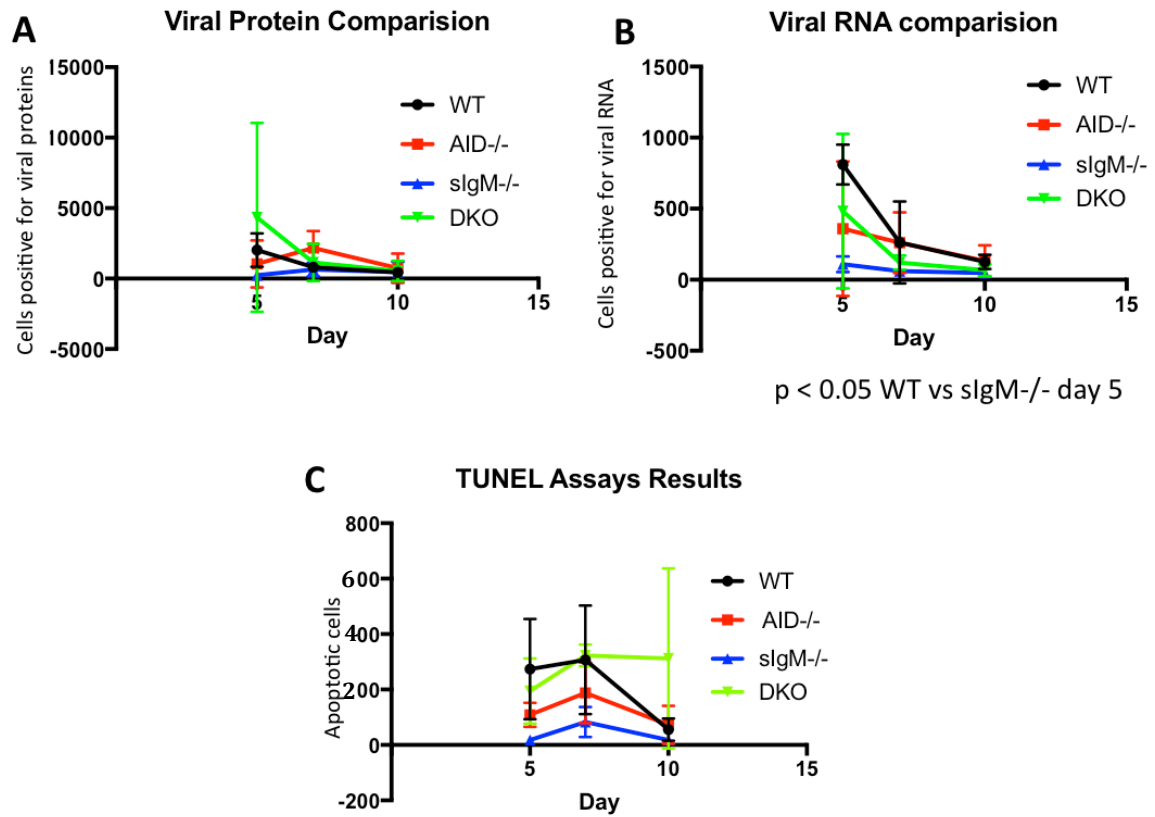 A
Viral Protein Comparision
Cells positive for viral proteins
15000
10000
5000
0
-5000
5
10
15
Day
WT
AID-/-
sIgM-/-
DKO
B
Viral RNA comparision
Cells positive for viral RNA
1500
1000
500
0
-500
5
10
15
Day
WT
AID-/-
sIgM-/-
DKO
p < 0.05 WT vs sIgM-/- day 5
C
TUNEL Assays Results
Apoptotic cells
800
600
400
200
0
-200
5
10
15
Day
WT
AID-/-
sIgM-/-
DKO